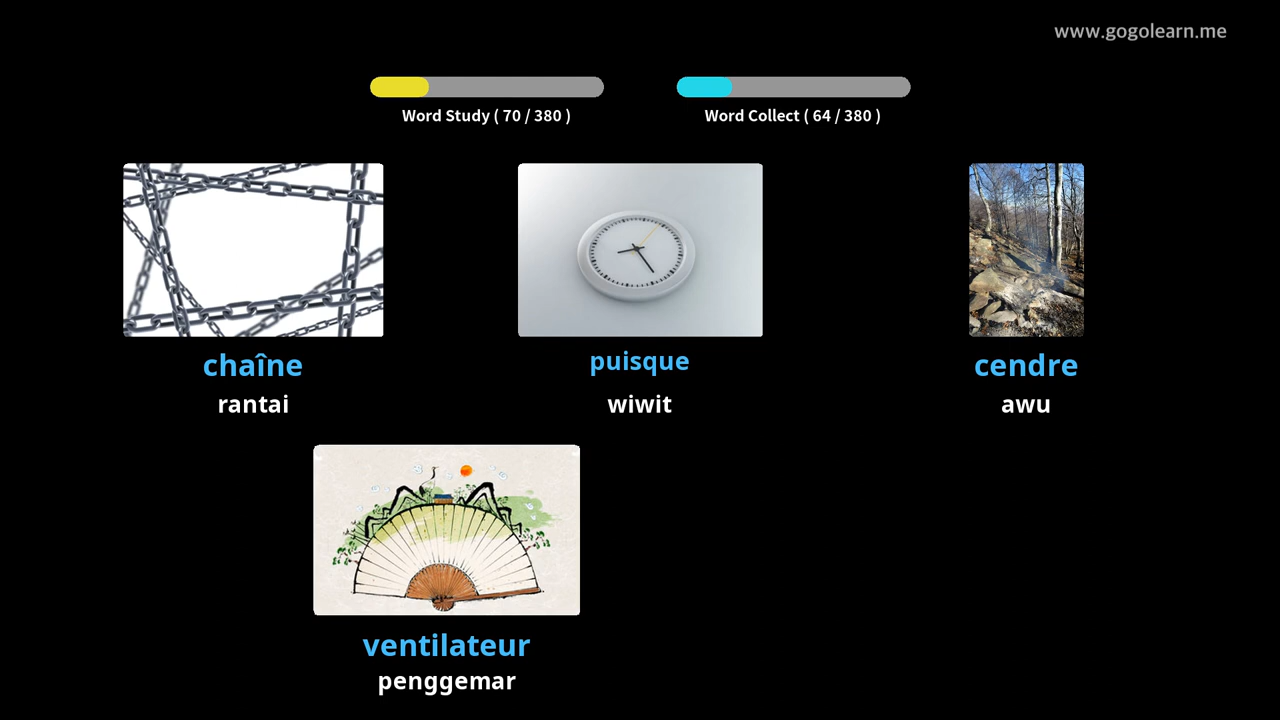 www.gogolearn.me
Word Study ( 70 / 380 )
Word Collect ( 64 / 380 )
chaîne
rantai
puisque
wiwit
cendre
awu
ventilateur
penggemar